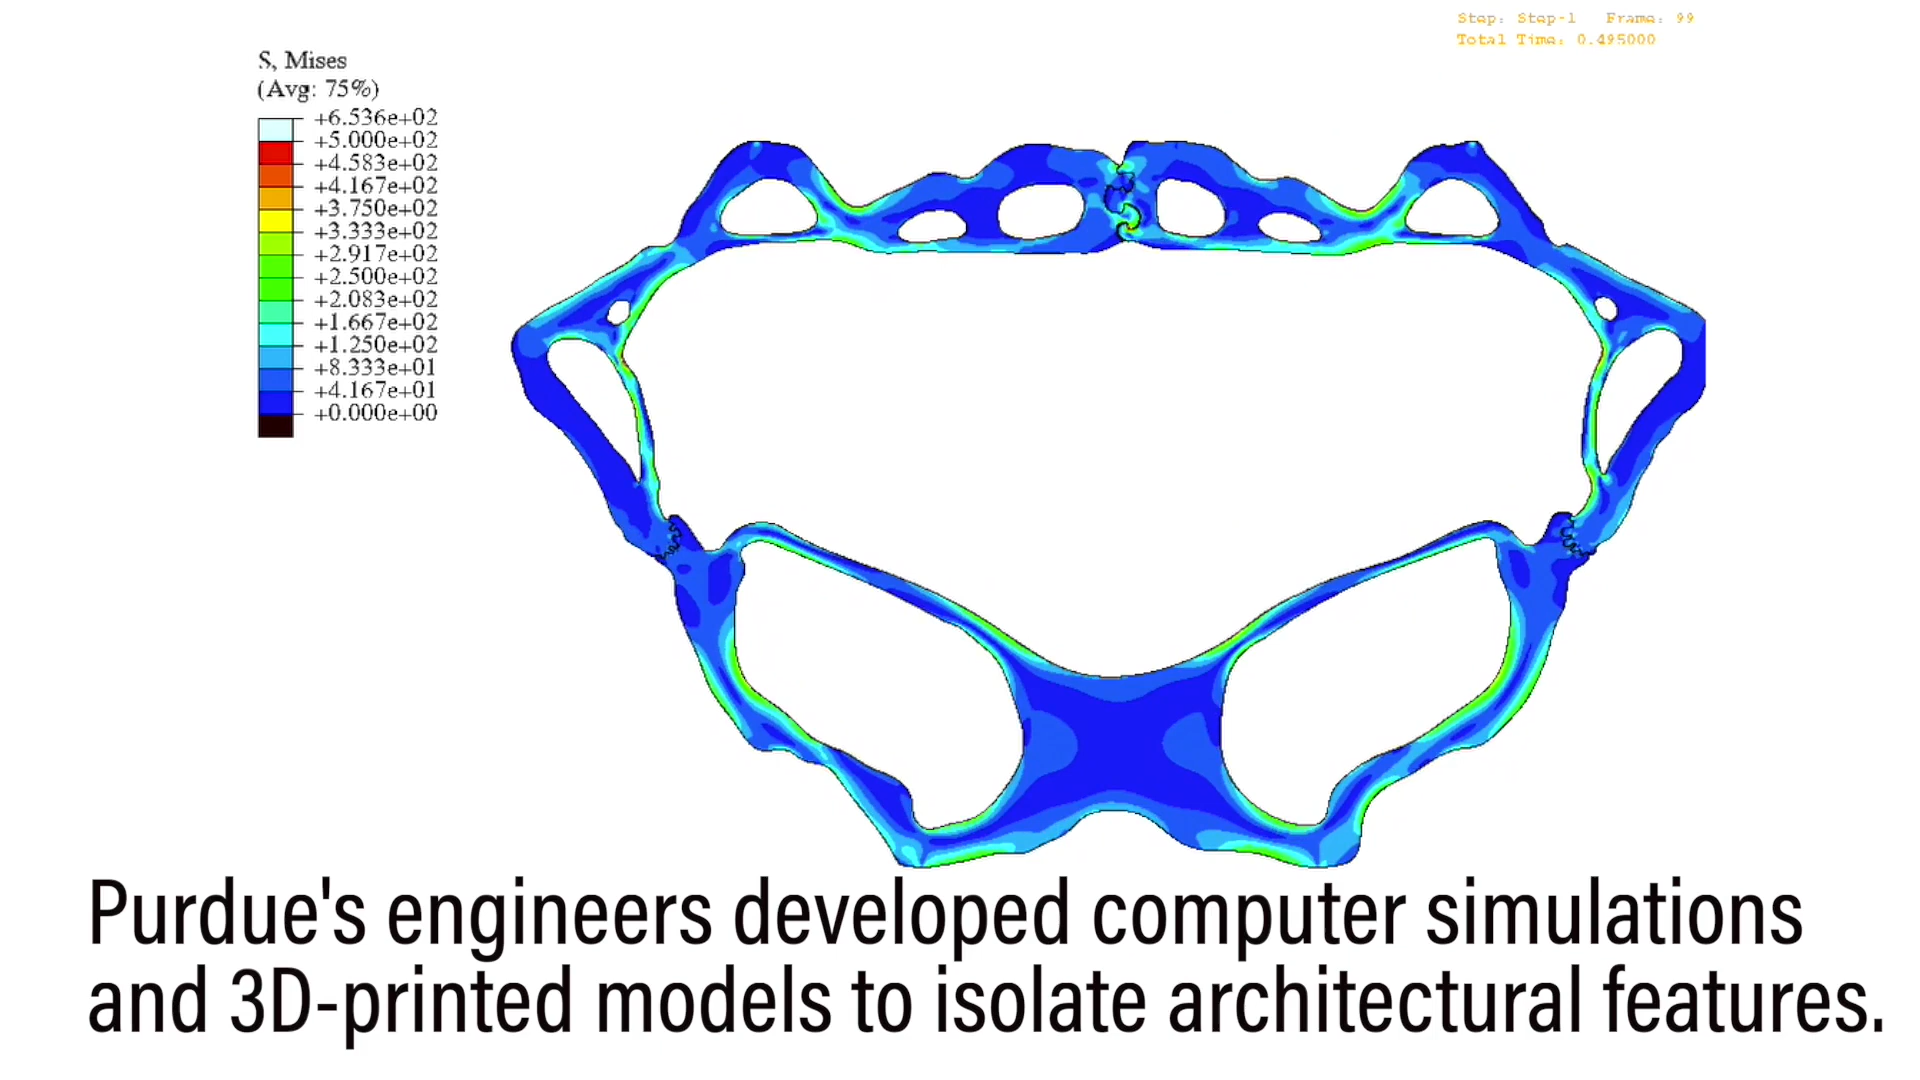 Step: Step-1 Frame: 99
Total Time: 0.495000
S, Mises
(Avg: 75%)
+6.536e+02
+5.000e+02
+4.583e+02
+4.167e+02
+3.750e+02
+3.333e+02
+2.917e+02
+2.500e+02
+2.083e+02
+1.667e+02
+1.250e+02
+8.333e+01
+4.167e+01
+0.000e+00
Purdue's engineers developed computer simulations
and 3D-printed models to isolate architectural features.